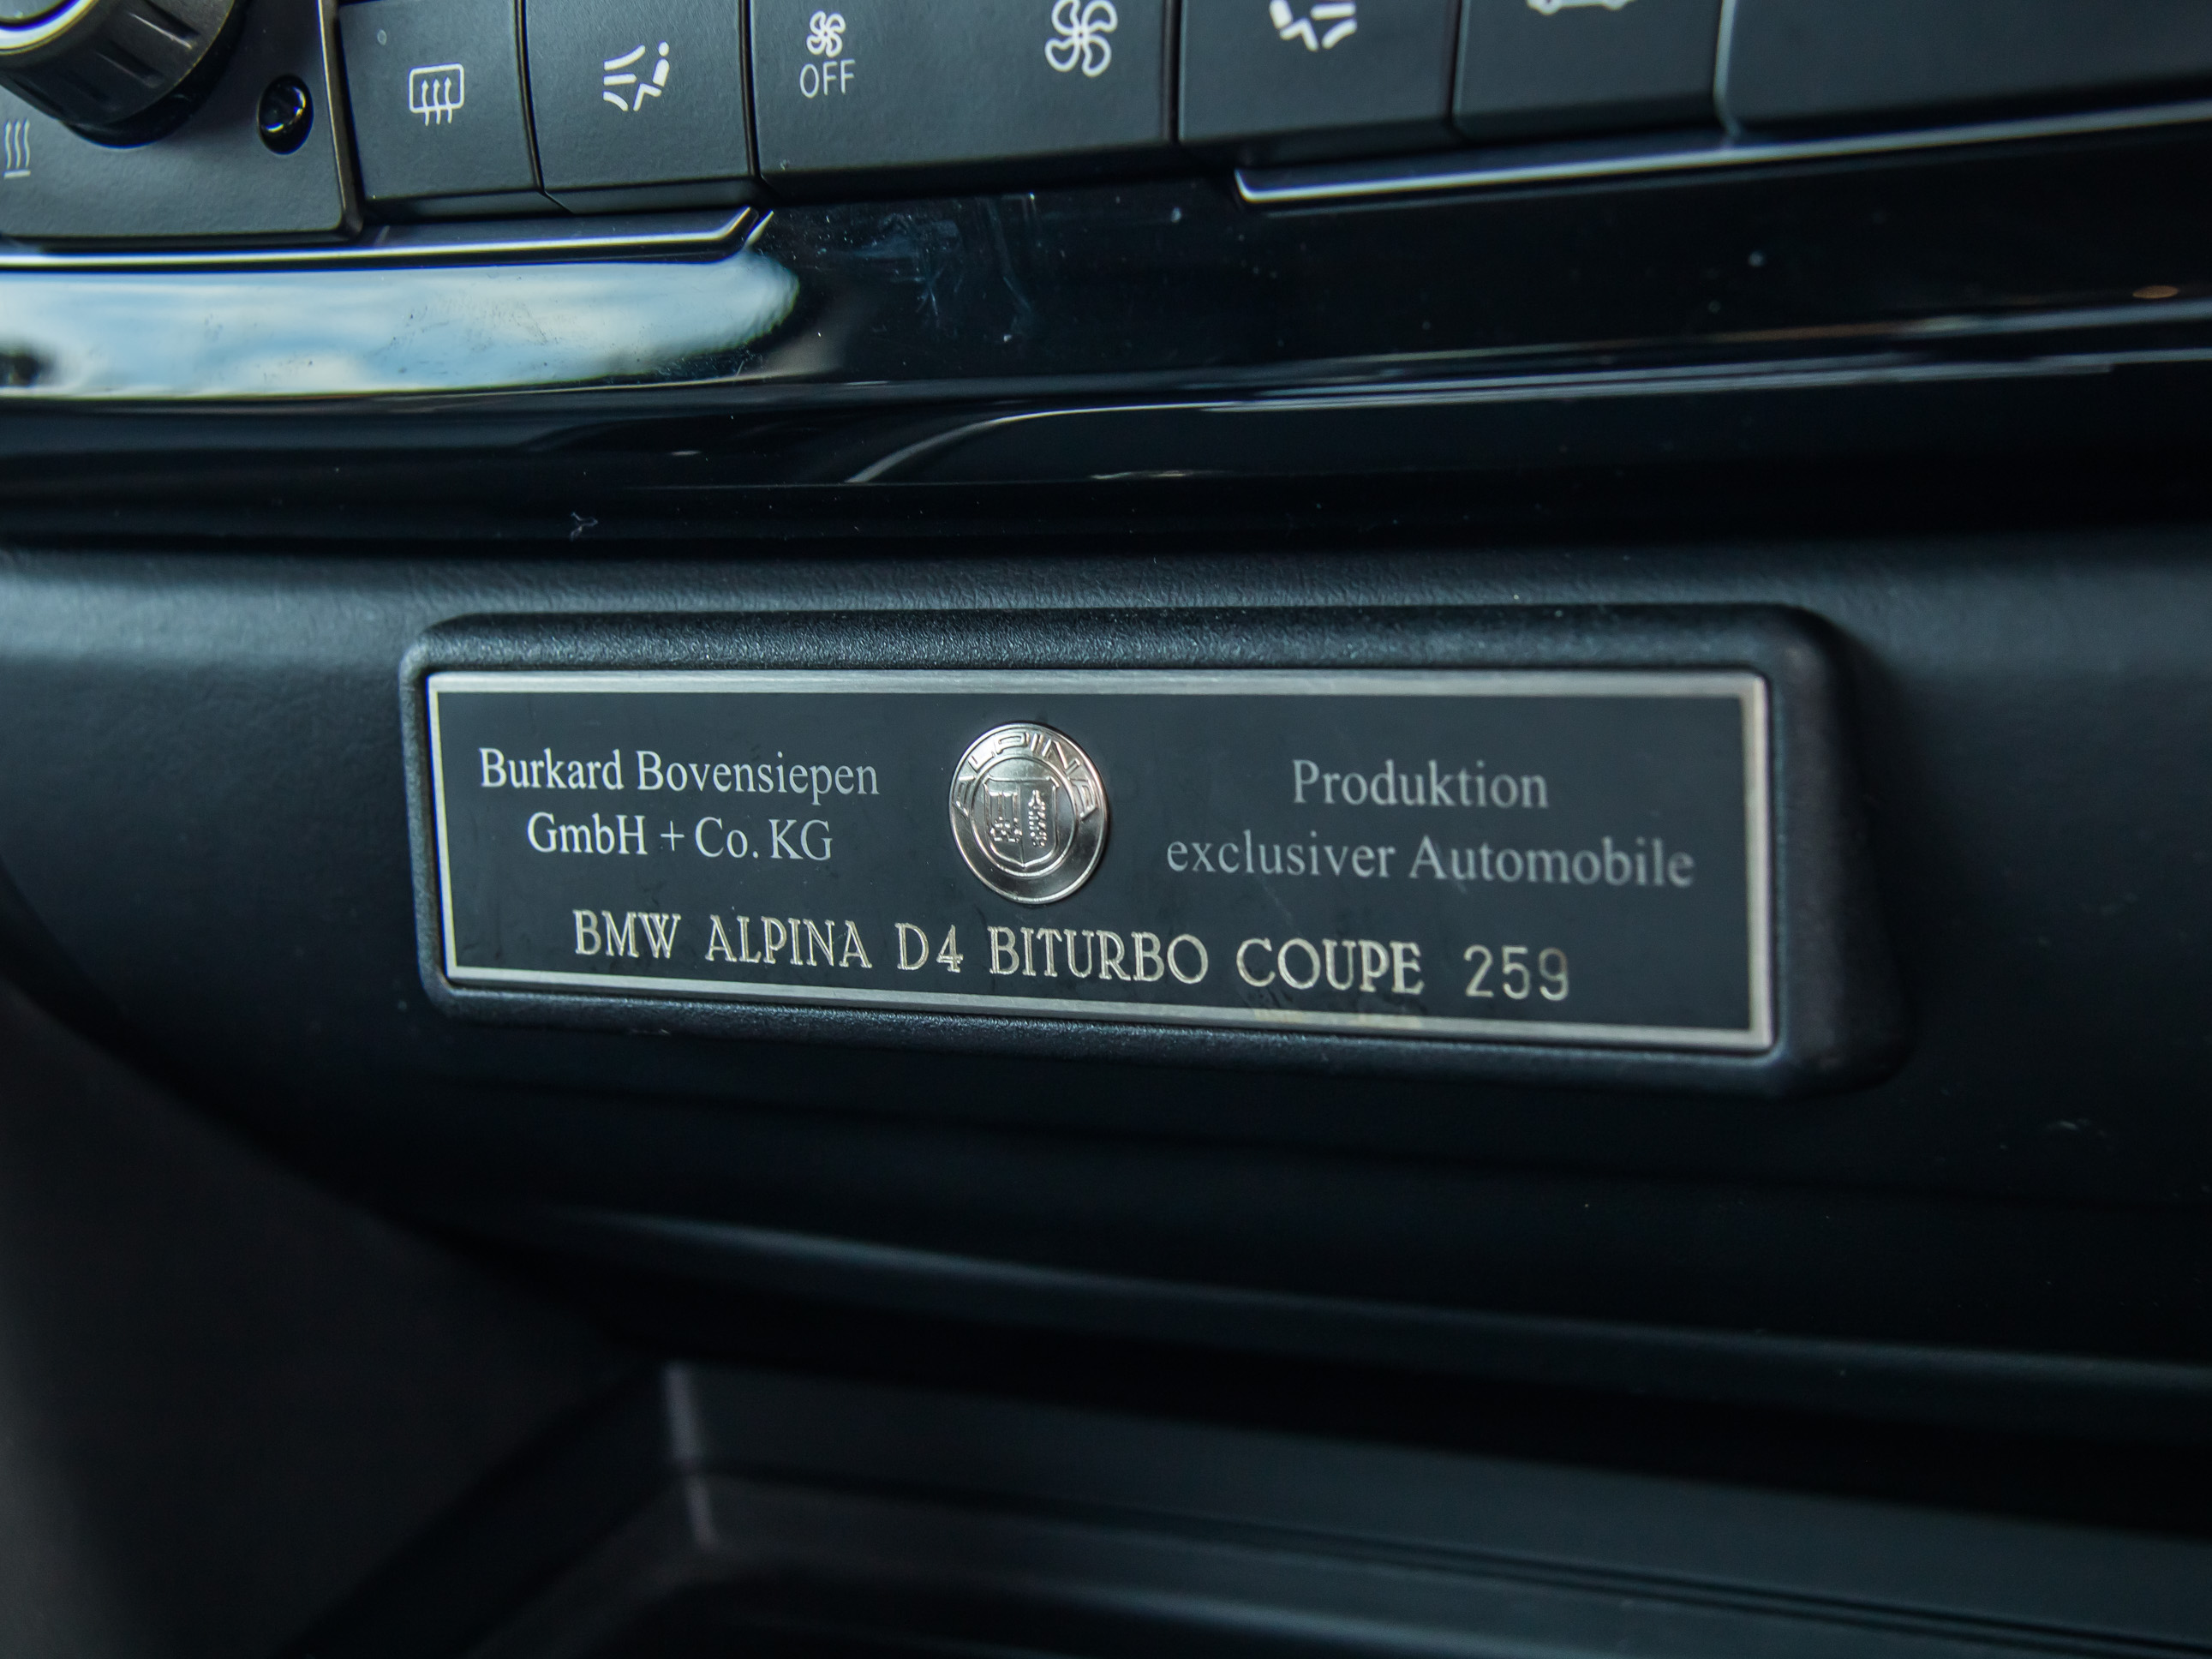 OFF
Burkard Bovensiepen
GmbH + Co. KG
ALPINA
Produktion
exclusiver Automobile
BMW ALPINA D4 BITURBO COUPE 259